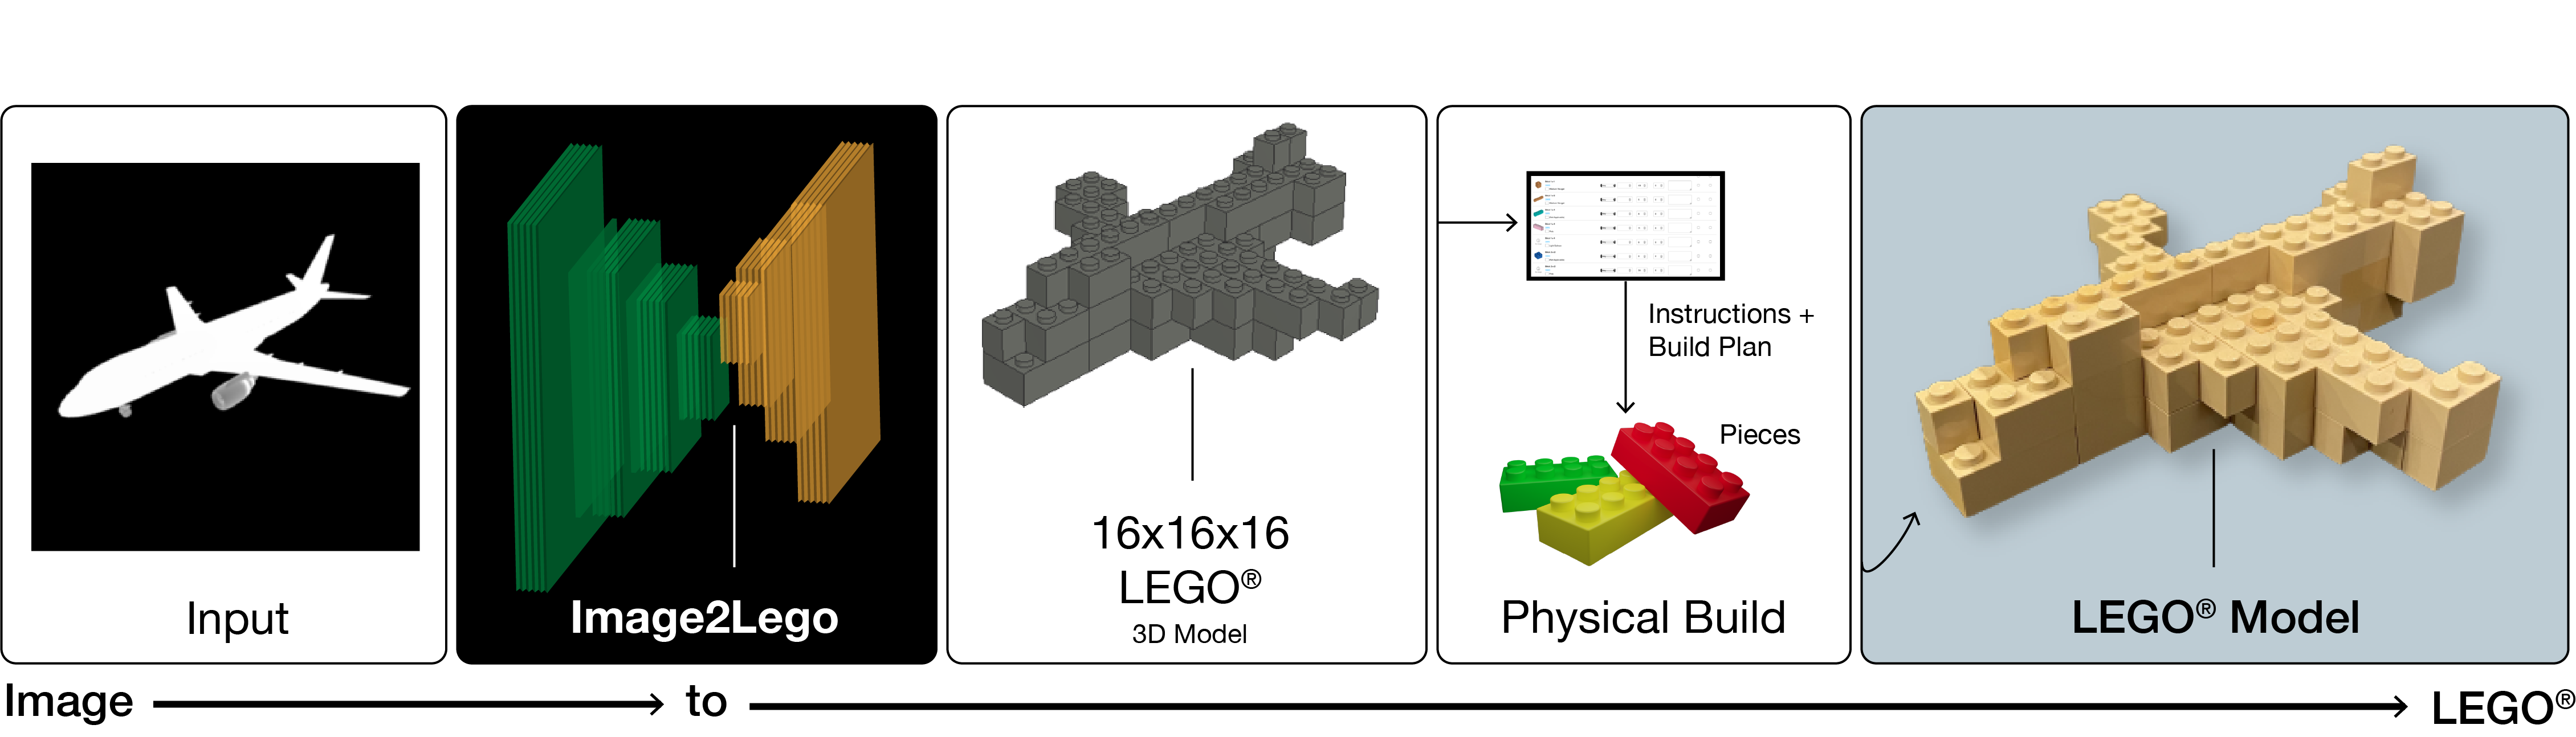 Input
Image2Lego
16x16x16
LEGO®
3D Model
Instructions +
Build Plan
Pieces
Physical Build
LEGO® Model
Image
to
LEGO®